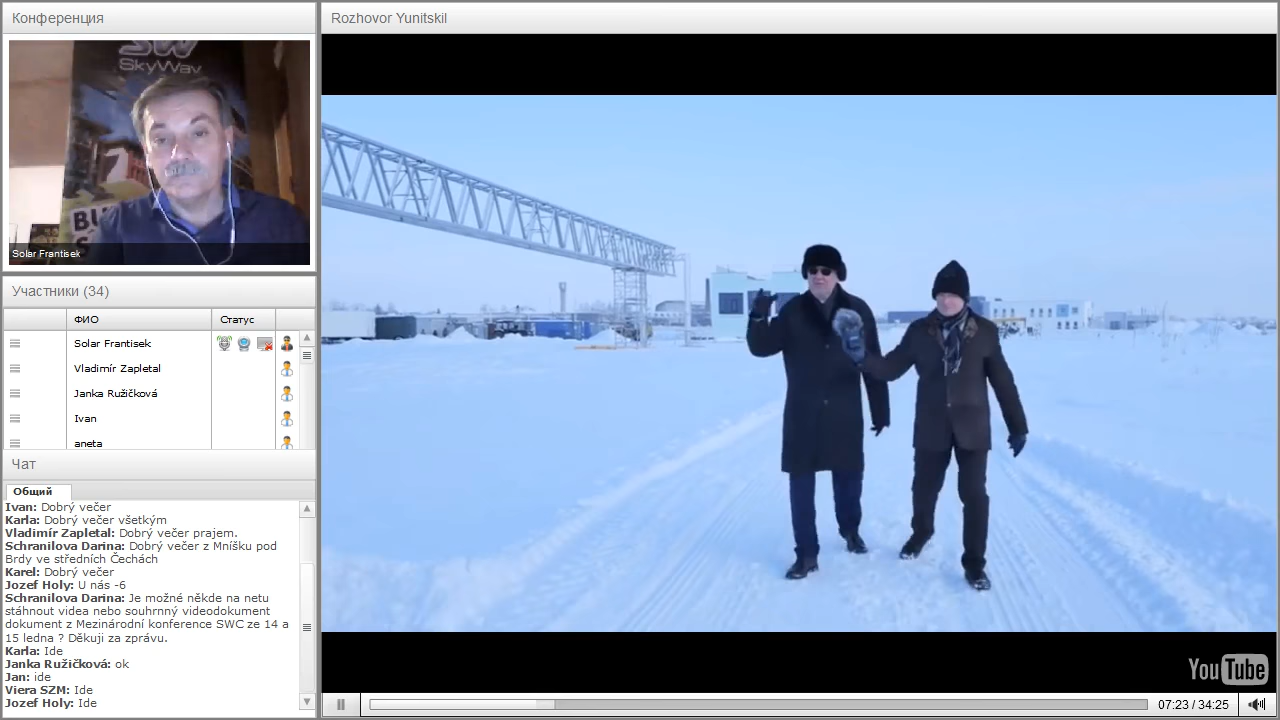 Конференция
SW
SkyWay
BU
S
Solar Frantisek
Участники (34)
ФИО
Статус
Solar Frantisek
Vladimír Zapletal
Janka Ružičková
Ivan
aneta
Чат
Общий
Ivan: Dobrý večer
Karla: Dobrý večer všetkým
Vladimír Zapletal: Dobrý večer prajem.
Schranilova Darina: Dobrý večer z Mníšku pod
Brdy ve středních Čechách
Karel: Dobrý večer
Jozef Holy: U nás -6
Schranilova Darina: Je možné někde na netu
stáhnout videa nebo souhrnný videodokument
dokument z Mezinárodní konference SWC ze 14 a
15 ledna ? Děkuji za zprávu.
Karla: Ide
Janka Ružičková: ok
Jan: ide
Viera SZM: Ide
Jozef Holy: Ide
Rozhovor Yunitskil
YouTube
07:23 / 34:25